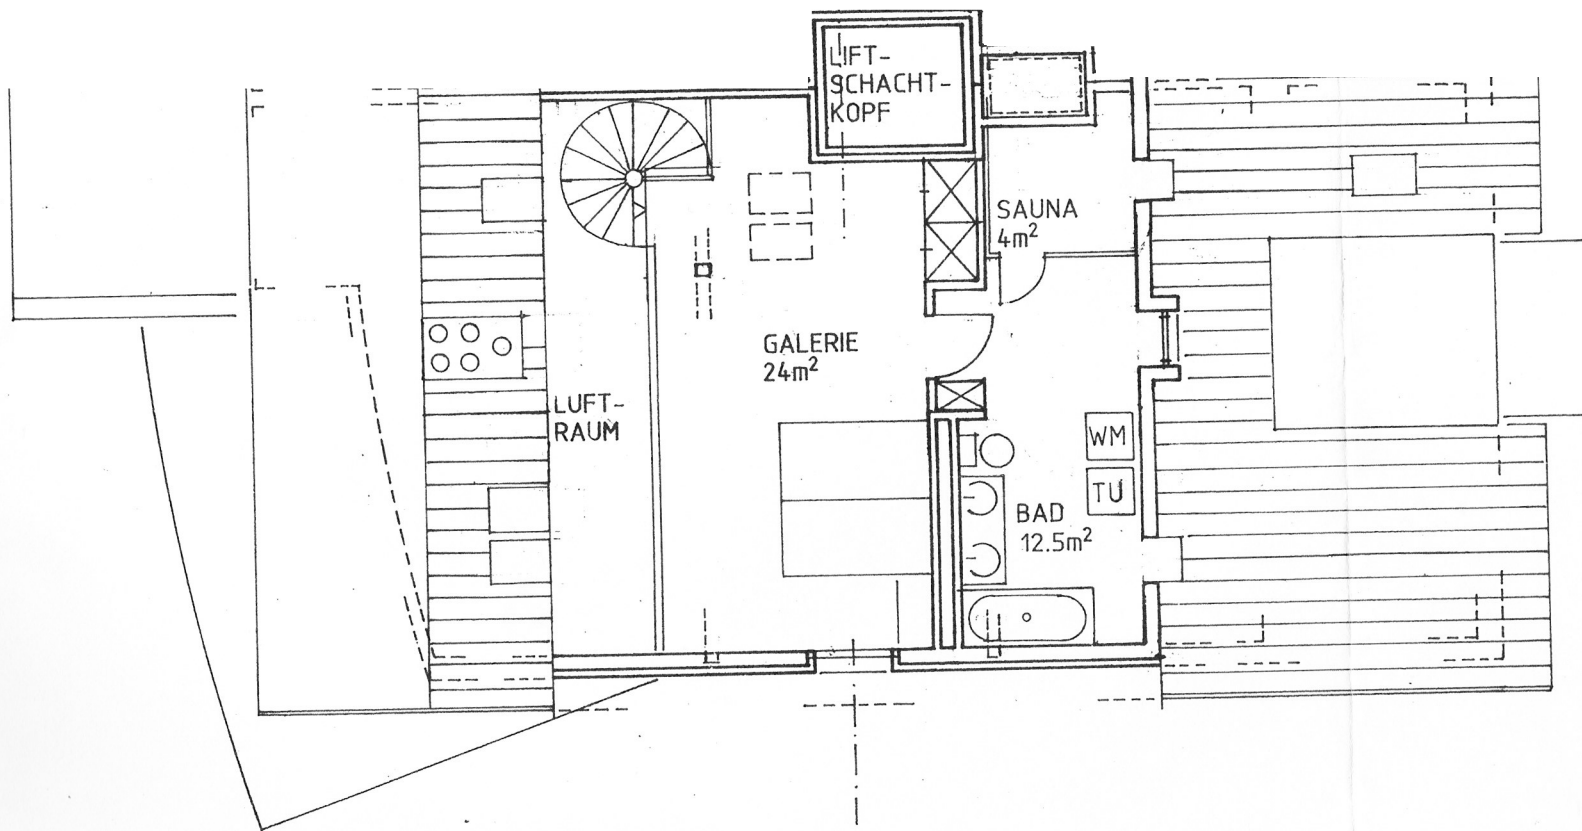 LIFT-
SCHACHT-
KOPF
SAUNA
4m²
GALERIE
24m²
LUFT-
RAUM
WM
TU
BAD
12.5m²